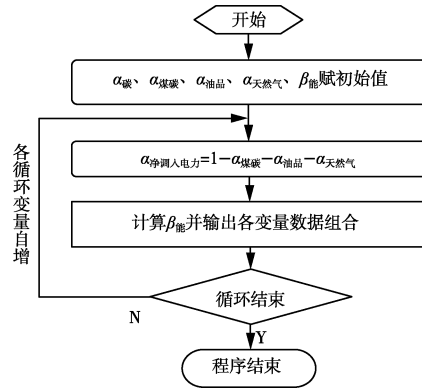 开始
α碳、α煤碳、α油品、α天然气、β能赋初始值
α净调入电力=1-α煤碳-α油品-α天然气
各循环变量自增
计算β能并输出各变量数据组合
循环结束
N
Y
程序结束